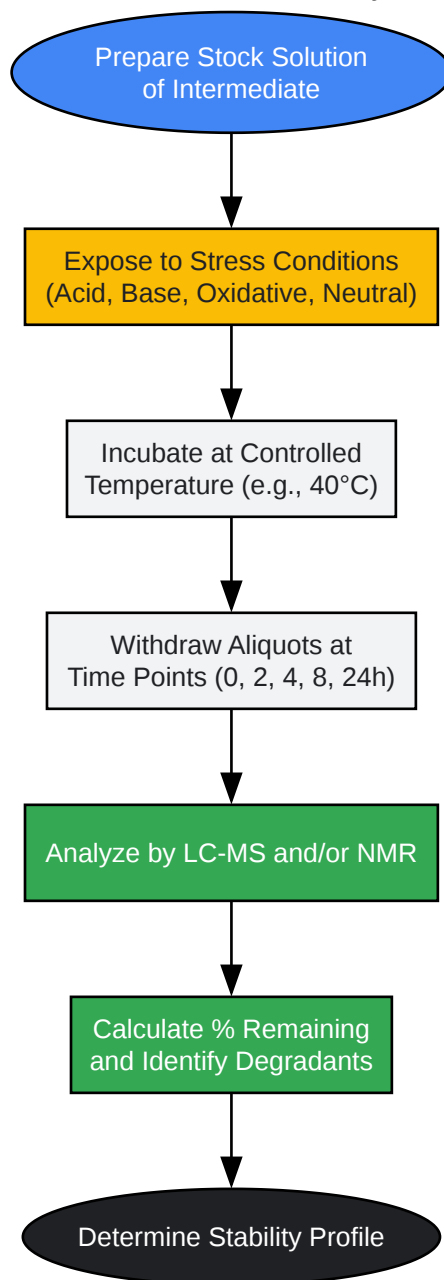 Prepare Stock Solution
of Intermediate
Expose to Stress Conditions
(Acid, Base, Oxidative, Neutral)
Incubate at Controlled
Temperature (e.g., 40°C)
Withdraw Aliquots at
Time Points (0, 2, 4, 8, 24h)
Analyze by LC-MS and/or NMR
Calculate % Remaining
and Identify Degradants
Determine Stability Profile